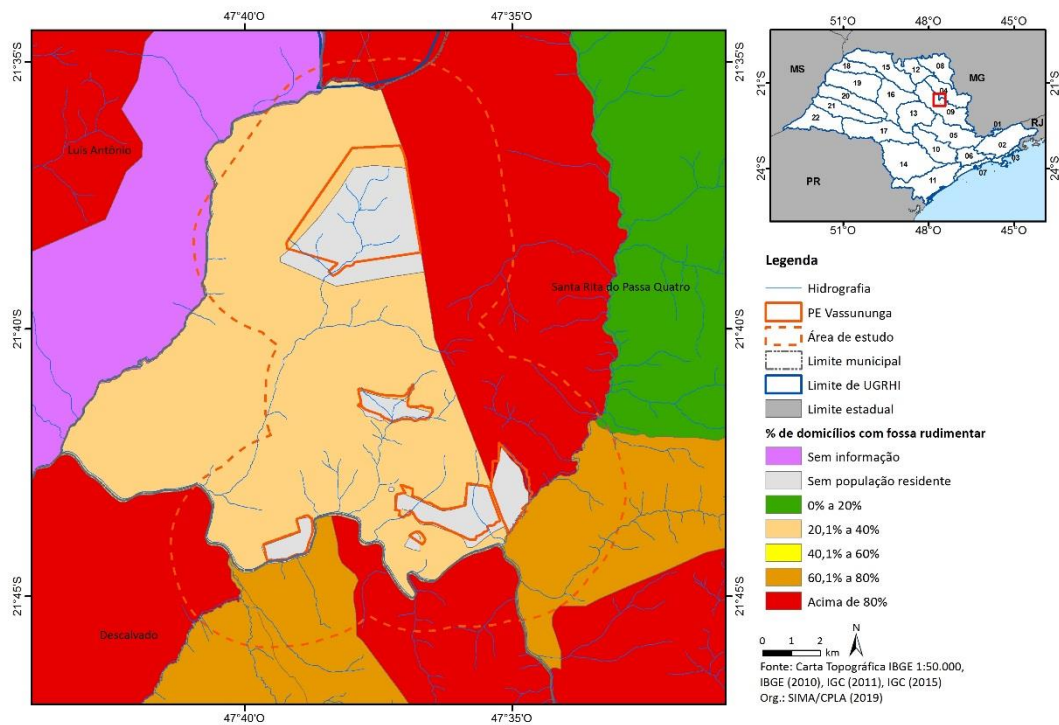 47°40'O
47°35'O
21°35'S
21°40'S
21°45'S
Luis Antônio
Santa Rita do Passa Quatro
Descalvado
21°35'S
21°40'S
21°45'S
47°40'O
47°35'O
51°O
48°O
45°O
21°S
24°S
21°S
24°S
51°O
48°O
45°O
MS
MG
RJ
PR
18
15
12
08
19
04
20
16
21
13
09
22
17
05
01
10
02
06
03
14
07
11
Legenda
Hidrografia
PE Vassununga
Área de estudo
Limite municipal
Limite de UGRHI
Limite estadual
% de domicílios com fossa rudimentar
Sem informação
Sem população residente
0% a 20%
20,1% a 40%
40,1% a 60%
60,1% a 80%
Acima de 80%
0 1 2
km
N
Fonte: Carta Topográfica IBGE 1:50.000,
IBGE (2010), IGC (2011), IGC (2015)
Org.: SIMA/CPLA (2019)